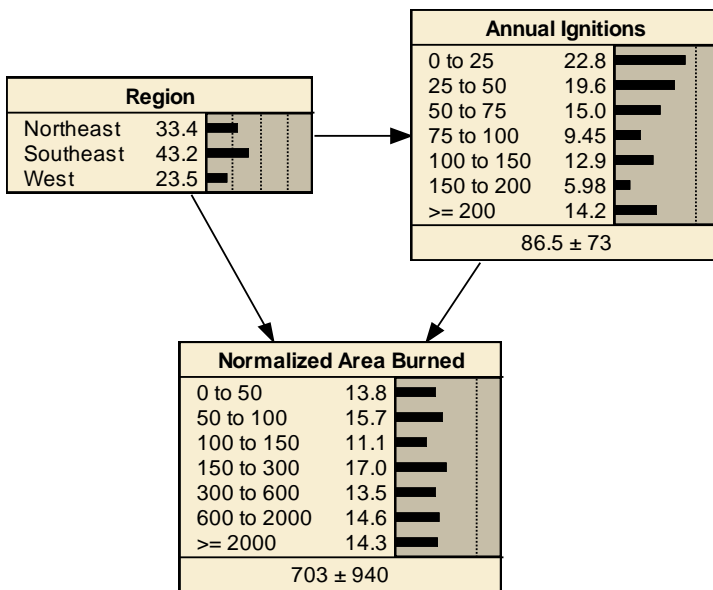 Region
Northeast 33.4
Southeast 43.2
West 23.5
Annual Ignitions
0 to 25 22.8
25 to 50 19.6
50 to 75 15.0
75 to 100 9.45
100 to 150 12.9
150 to 200 5.98
>= 200 14.2
86.5 ± 73
Normalized Area Burned
0 to 50 13.8
50 to 100 15.7
100 to 150 11.1
150 to 300 17.0
300 to 600 13.5
600 to 2000 14.6
>= 2000 14.3
703 ± 940